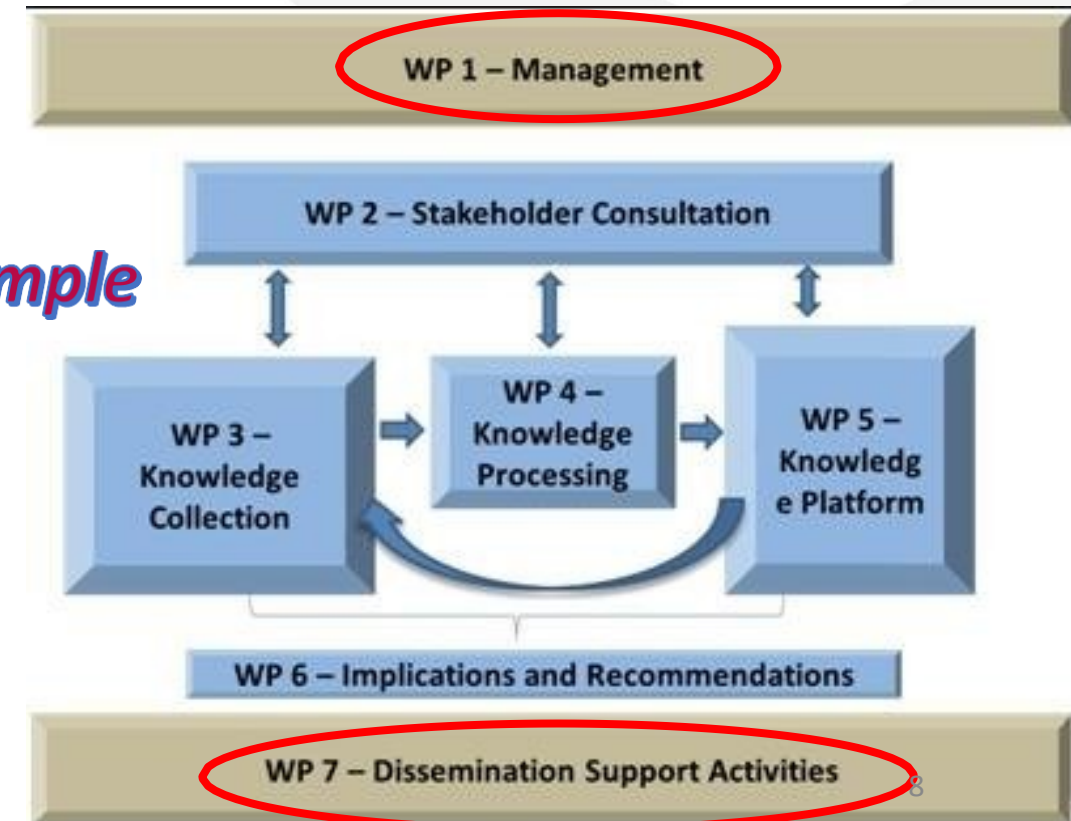 WP 1 – Management
WP 2 – Stakeholder Consultation
mple
WP 3 –
Knowledge
Collection
WP 4 –
Knowledge
Processing
WP 5 –
Knowledg
e Platform
WP 6 – Implications and Recommendations
WP 7 – Dissemination Support Activities
8